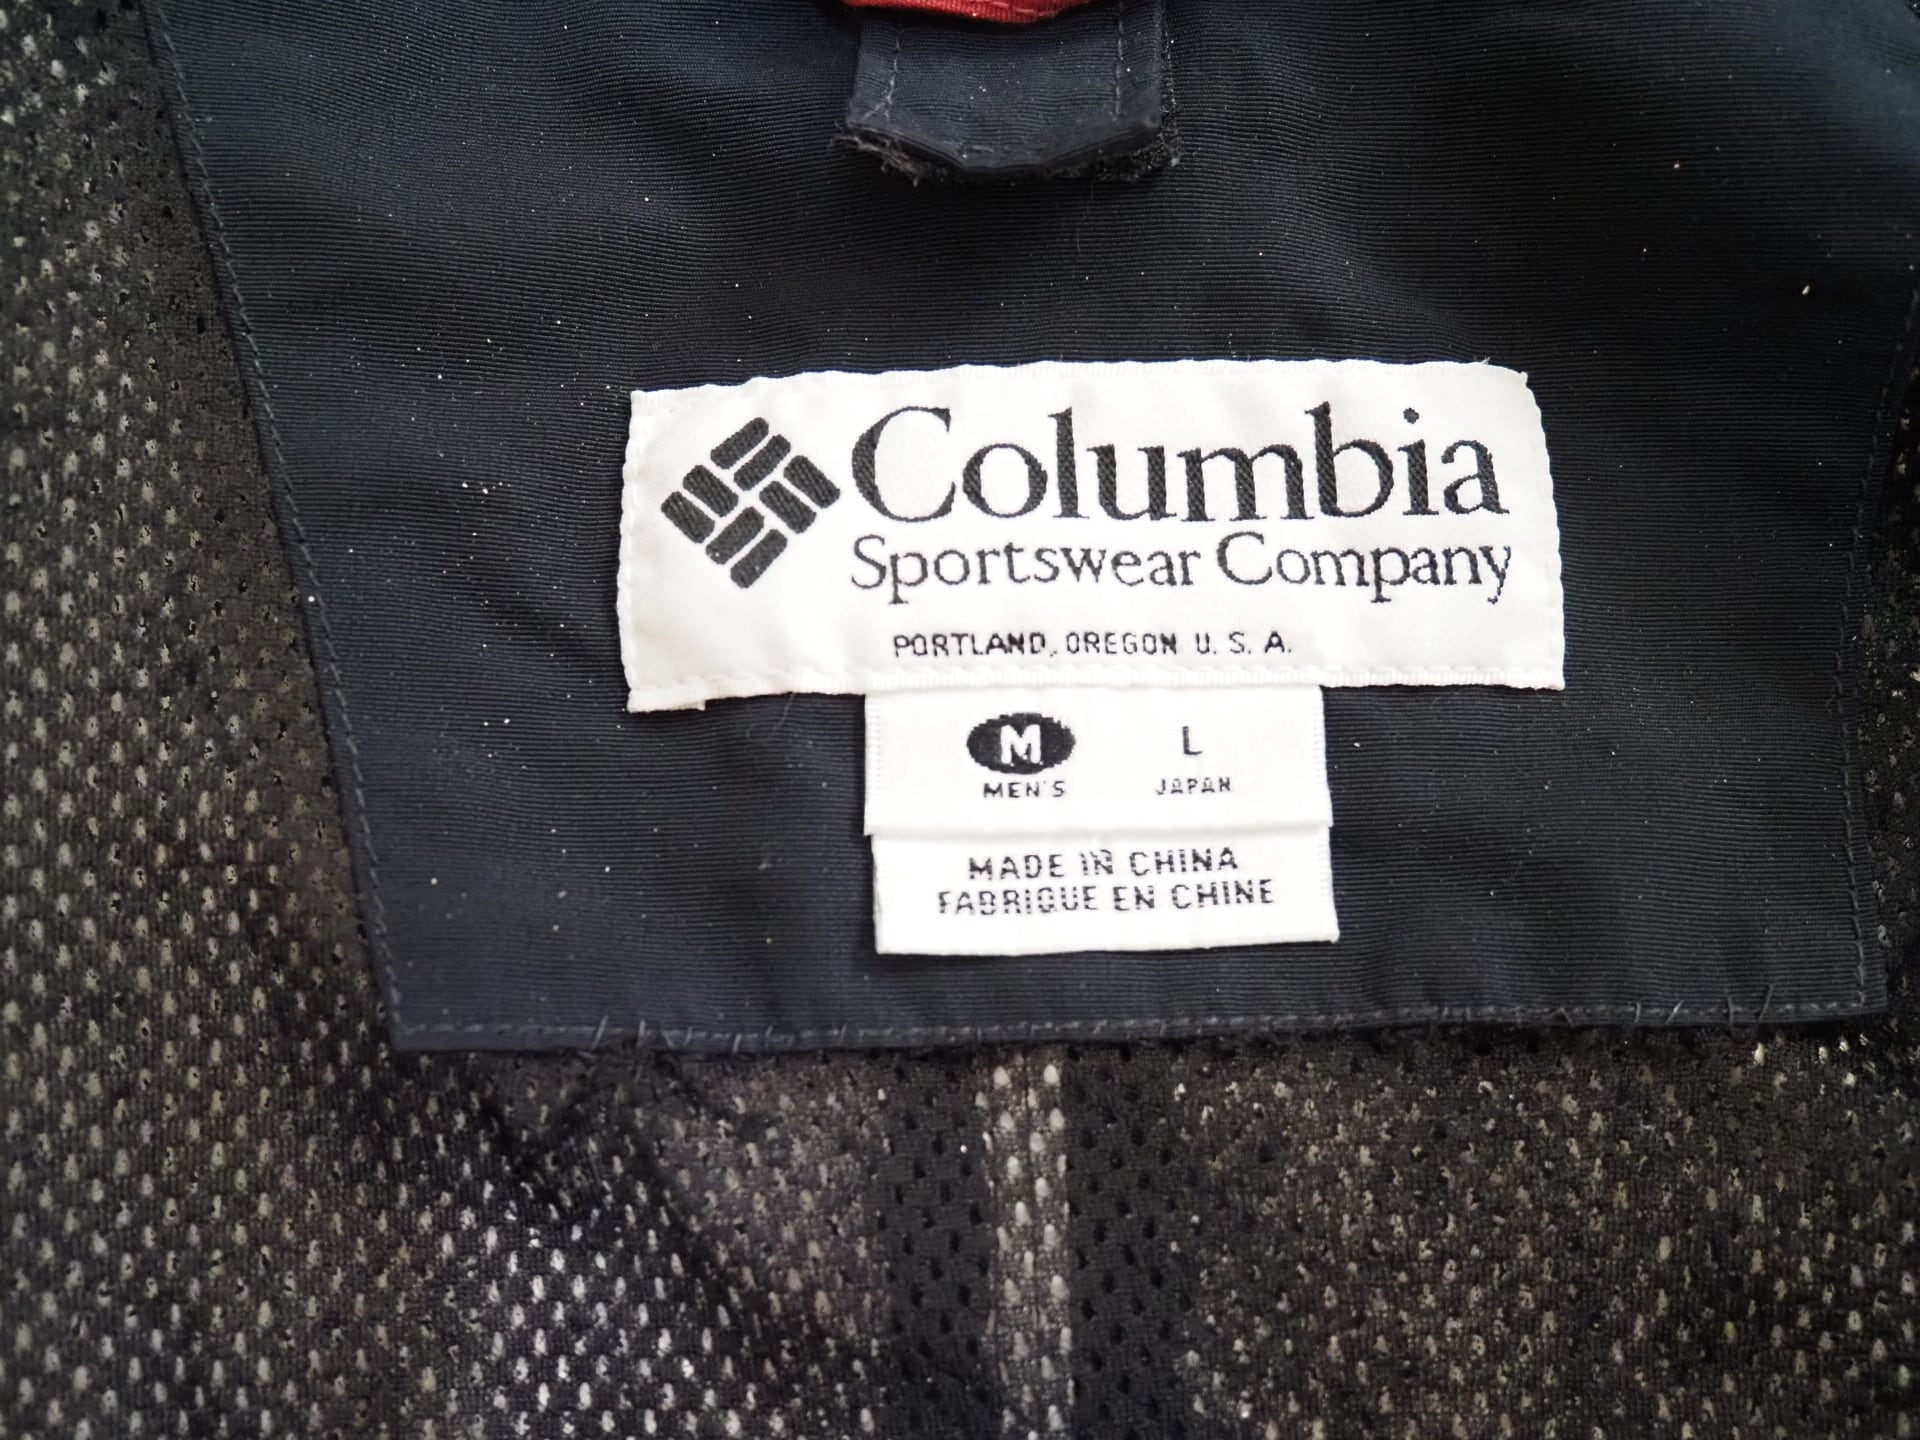 Columbia
Sportswear Company
PORTLAND, OREGON U. S. A.
M L
MEN'S JAPAN
MADE IN CHINA
FABRIQUE EN CHINE